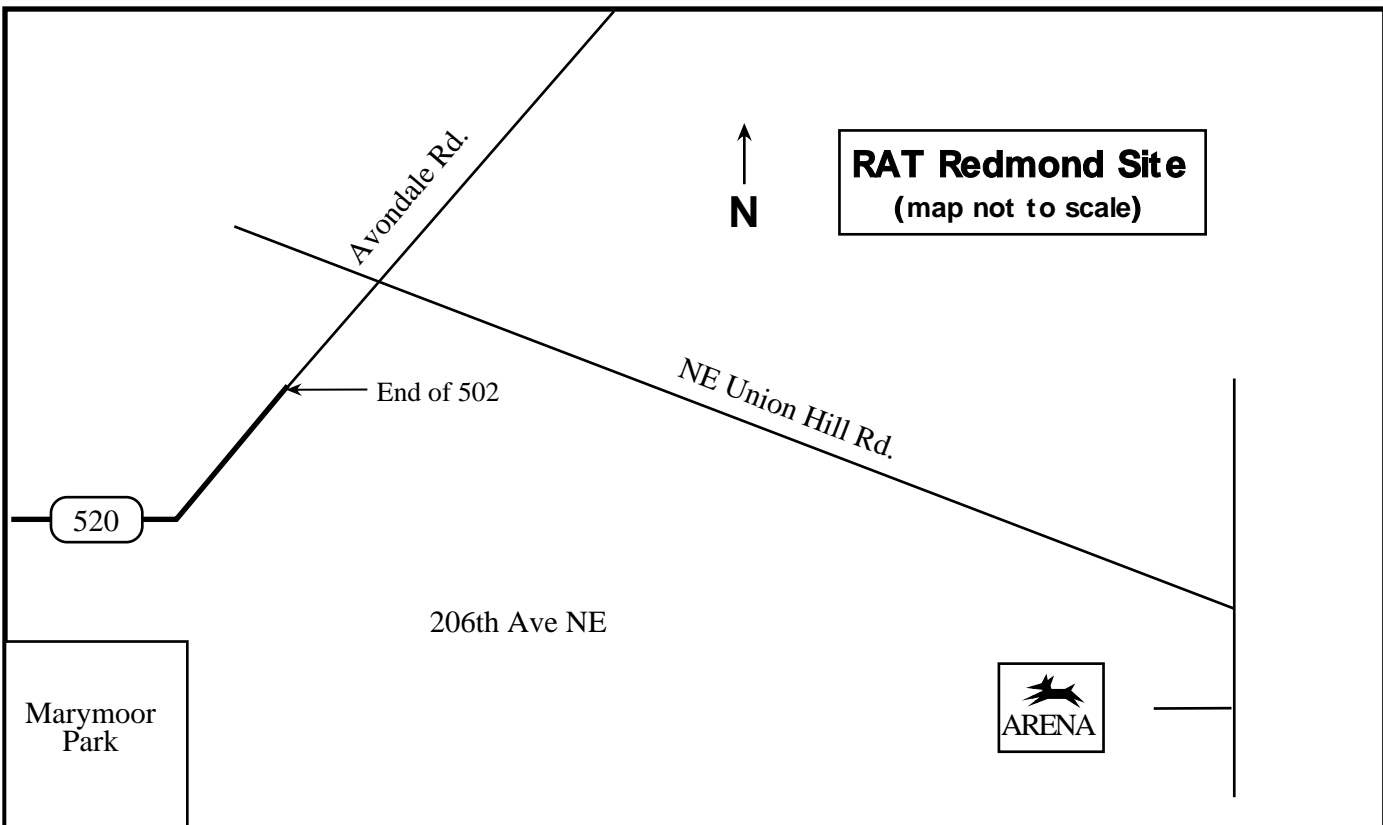 Avondale Rd.
RAT Redmond Site
(map not to scale)
N
NE Union Hill Rd.
End of 502
520
206th Ave NE
Marymoor
Park
ARENA